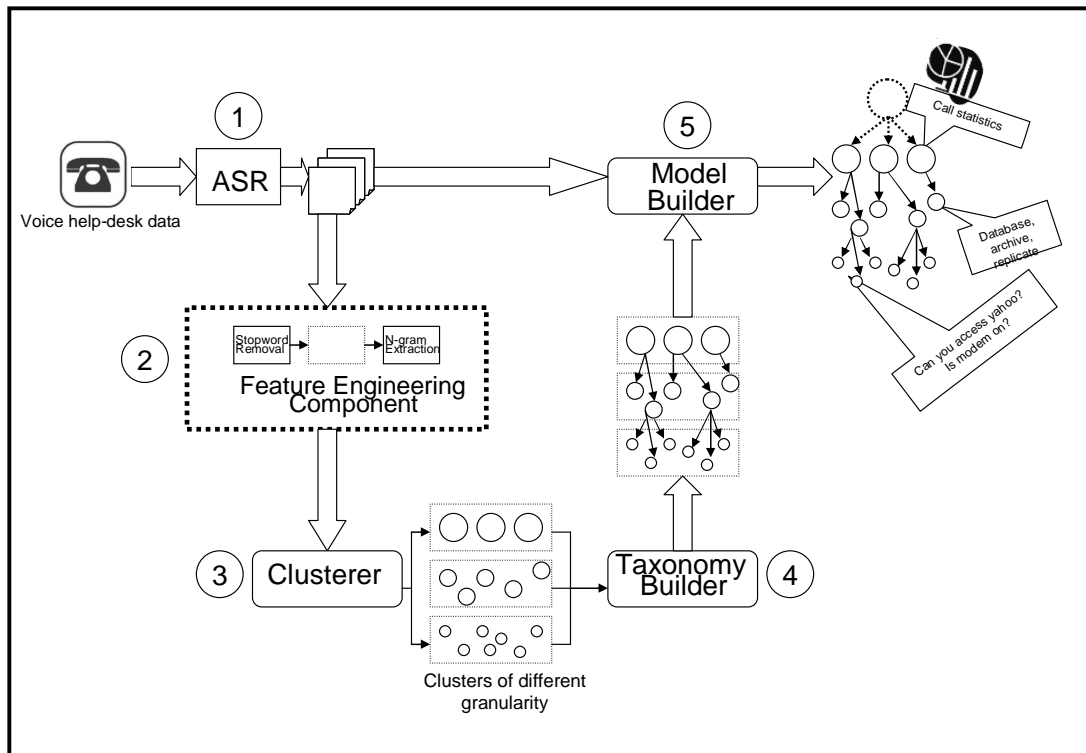 1
5
Call statistics
ASR
Model
Builder
Voice help-desk data
Database,
archive,
replicate
Can you access yahoo?
Is modem on?
2
Stopword
Removal
N-gram
Extraction
Feature Engineering
Component
3
Clusterer
Taxonomy
Builder
4
Clusters of different
granularity